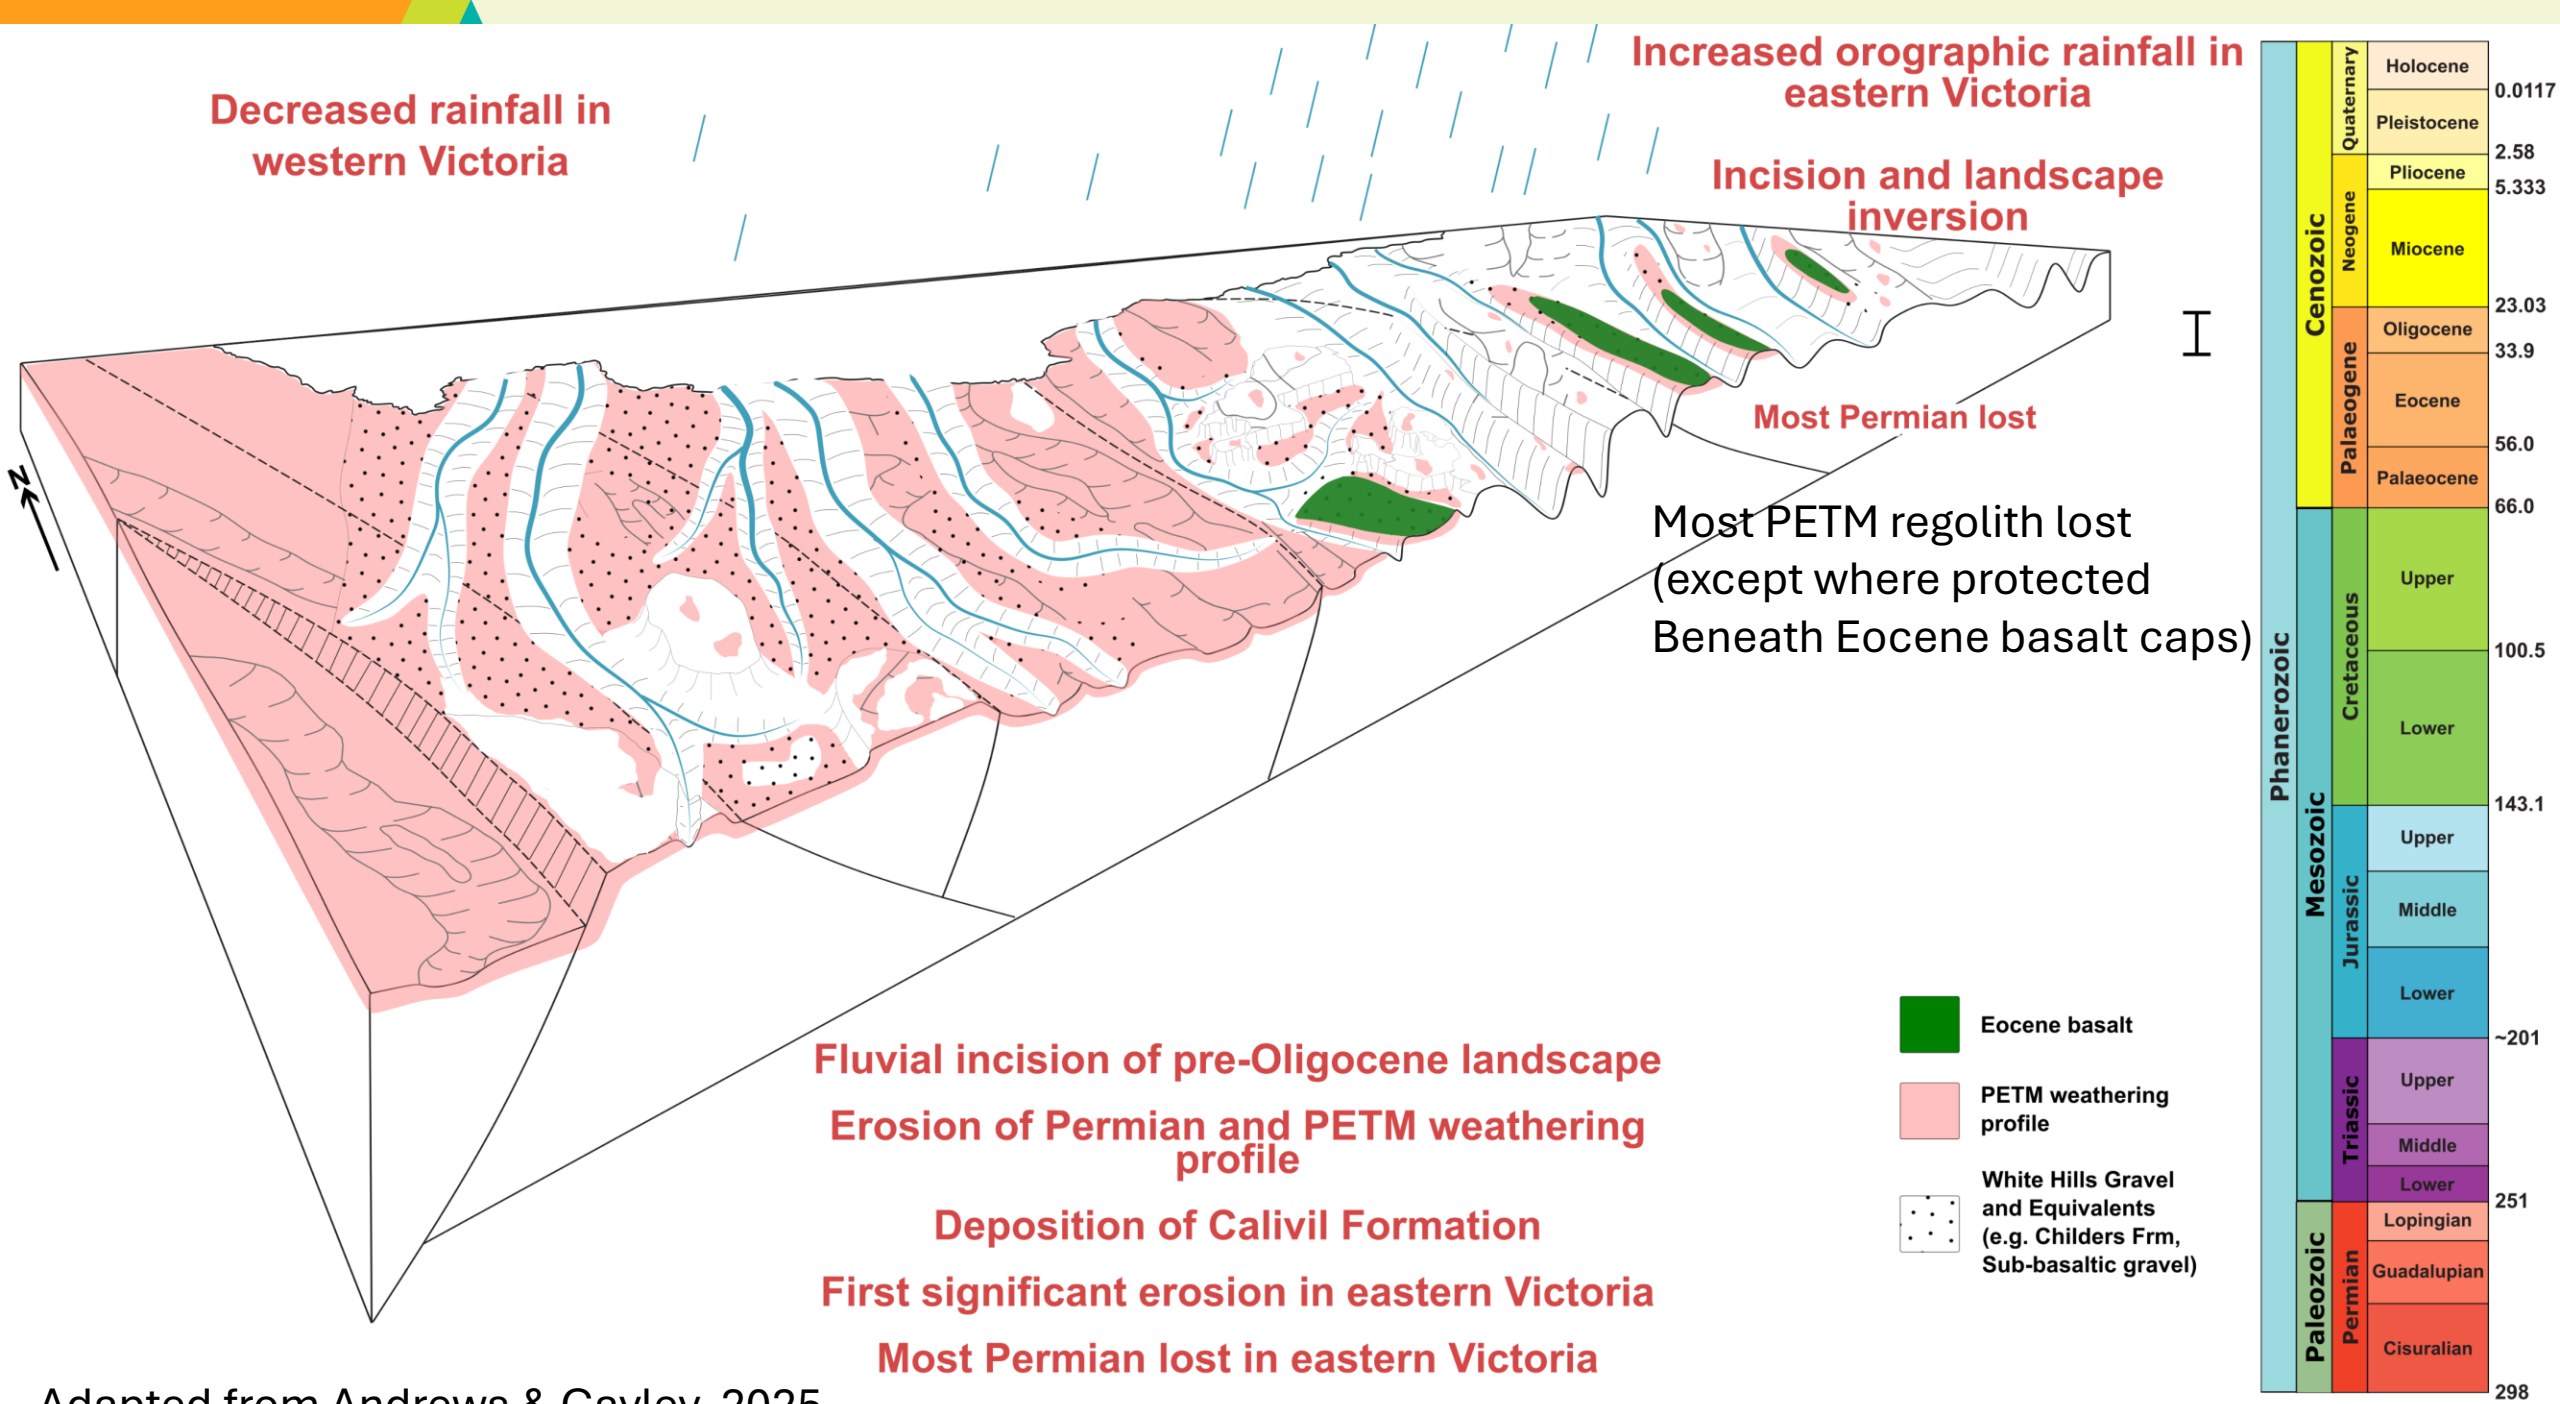 Decreased rainfall in
western Victoria
Increased orographic rainfall in
eastern Victoria
Incision and landscape
inversion
Most Permian lost
Most PETM regolith lost
(except where protected
Beneath Eocene basalt caps)
N
Fluvial incision of pre-Oligocene landscape
Erosion of Permian and PETM weathering
profile
Deposition of Calivil Formation
First significant erosion in eastern Victoria
Most Permian lost in eastern Victoria
Eocene basalt
PETM weathering
profile
White Hills Gravel
and Equivalents
(e.g. Childers Frm,
Sub-basaltic gravel)
Adapted from Andrews & Cayley, 2025
Phanerozoic
Cenozoic
Mesozoic
Paleozoic
Quaternary
Neogene
Palaeogene
Cretaceous
Jurassic
Triassic
Permian
Holocene
0.0117
Pleistocene
2.58
Pliocene
5.333
Miocene
23.03
Oligocene
33.9
Eocene
56.0
Palaeocene
66.0
Upper
100.5
Lower
143.1
Upper
Middle
Lower
~201
Upper
Middle
Lower
251
Lopingian
Guadalupian
Cisuralian
298